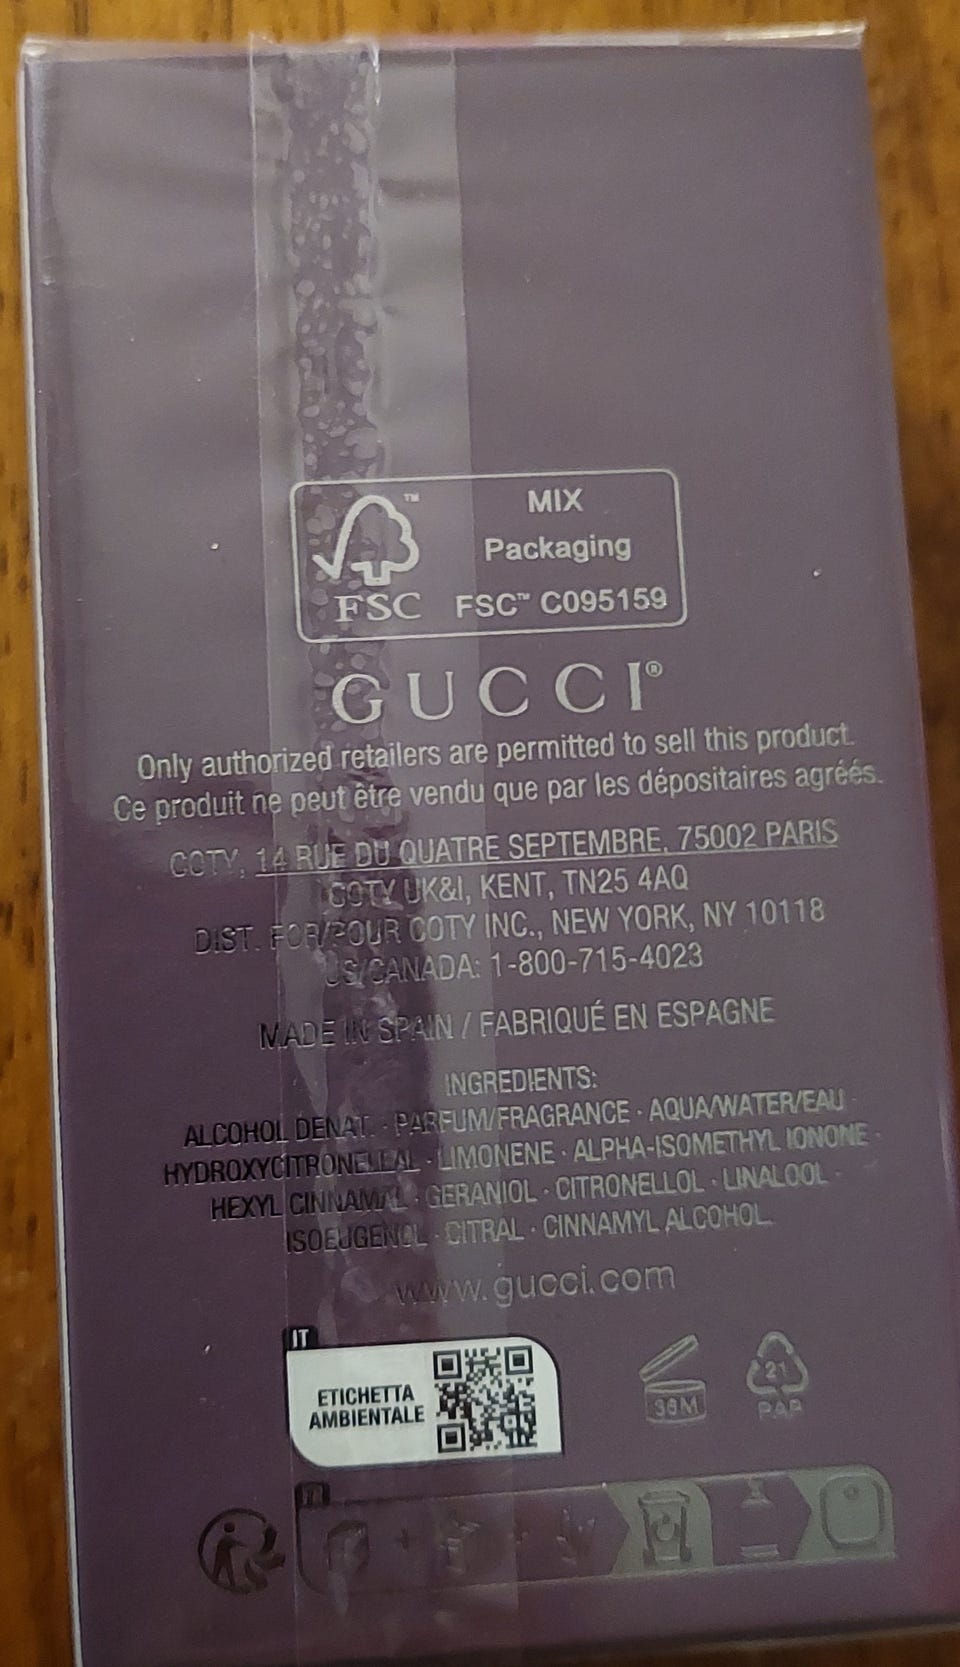 ™
MIX
Packaging
FSC FSC™ C095159
GUCCI®
Only authorized retailers are permitted to sell this product.
Ce produit ne peut être vendu que par les dépositaires agréés.
COTY, 14 RUE DU QUATRE SEPTEMBRE, 75002 PARIS
COTY UK&I, KENT, TN25 4AQ
DIST. FOR/POUR COTY INC., NEW YORK, NY 10118
US/CANADA: 1-800-715-4023
MADE IN SPAIN / FABRIQUÉ EN ESPAGNE
INGREDIENTS:
ALCOHOL DENAT. · PARFUM/FRAGRANCE · AQUA/WATER/EAU ·
HYDROXYCITRONELLAL · LIMONENE · ALPHA-ISOMETHYL IONONE ·
HEXYL CINNAMAL · GERANIOL · CITRONELLOL · LINALOOL ·
ISOEUGENOL · CITRAL · CINNAMYL ALCOHOL.
www.gucci.com
IT
ETICHETTA
AMBIENTALE
36M
21
PAP